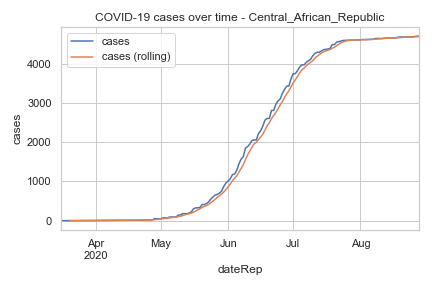 COVID-19 cases over time - Central_African_Republic
cases
cases (rolling)
cases
4000
3000
2000
1000
0
Apr
2020
May
Jun
Jul
Aug
dateRep